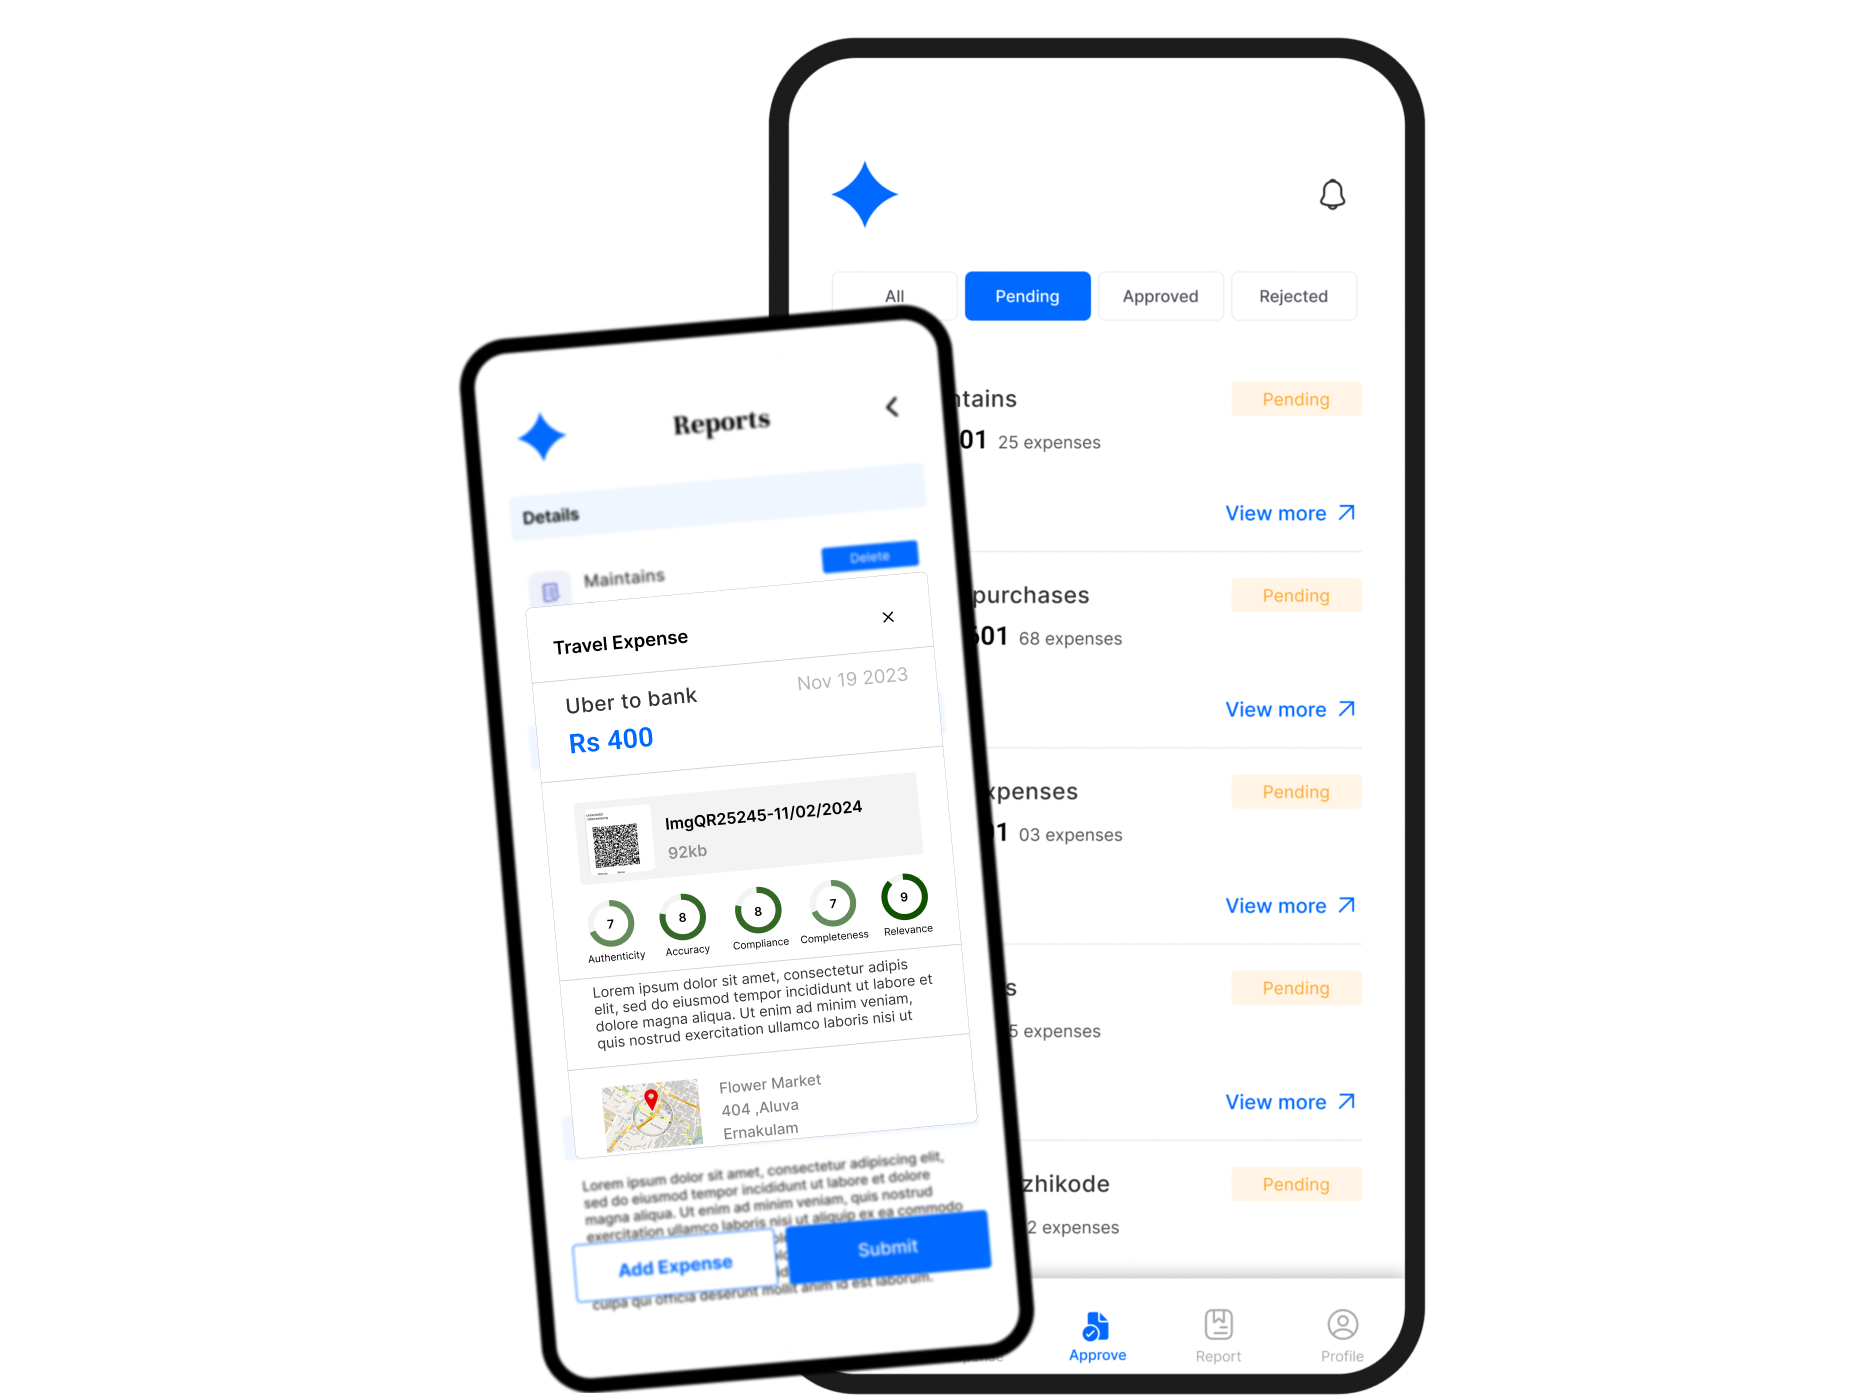 All
Pending
Approved
Rejected
ntains
Pending
01 25 expenses
View more
purchases
Pending
601 68 expenses
View more
xpenses
Pending
01 03 expenses
View more
s
Pending
5 expenses
View more
zhikode
Pending
2 expenses
Approve
Report
Profile
Reports
Details
Maintains
Delete
Travel Expense
Uber to bank
Nov 19 2023
Rs 400
ImgQR25245-11/02/2024
92kb
7
8
8
7
9
Authenticity
Accuracy
Compliance
Completeness
Relevance
Lorem ipsum dolor sit amet, consectetur adipis
elit, sed do eiusmod tempor incididunt ut labore et
dolore magna aliqua. Ut enim ad minim veniam,
quis nostrud exercitation ullamco laboris nisi ut
Flower Market
404 ,Aluva
Ernakulam
Lorem ipsum dolor sit amet, consectetur adipiscing elit,
sed do eiusmod tempor incididunt ut labore et dolore
magna aliqua. Ut enim ad minim veniam, quis nostrud
exercitation ullamco laboris nisi ut aliquip ex ea commodo
Add Expense
Submit
culpa qui officia deserunt mollit anim id est laborum.